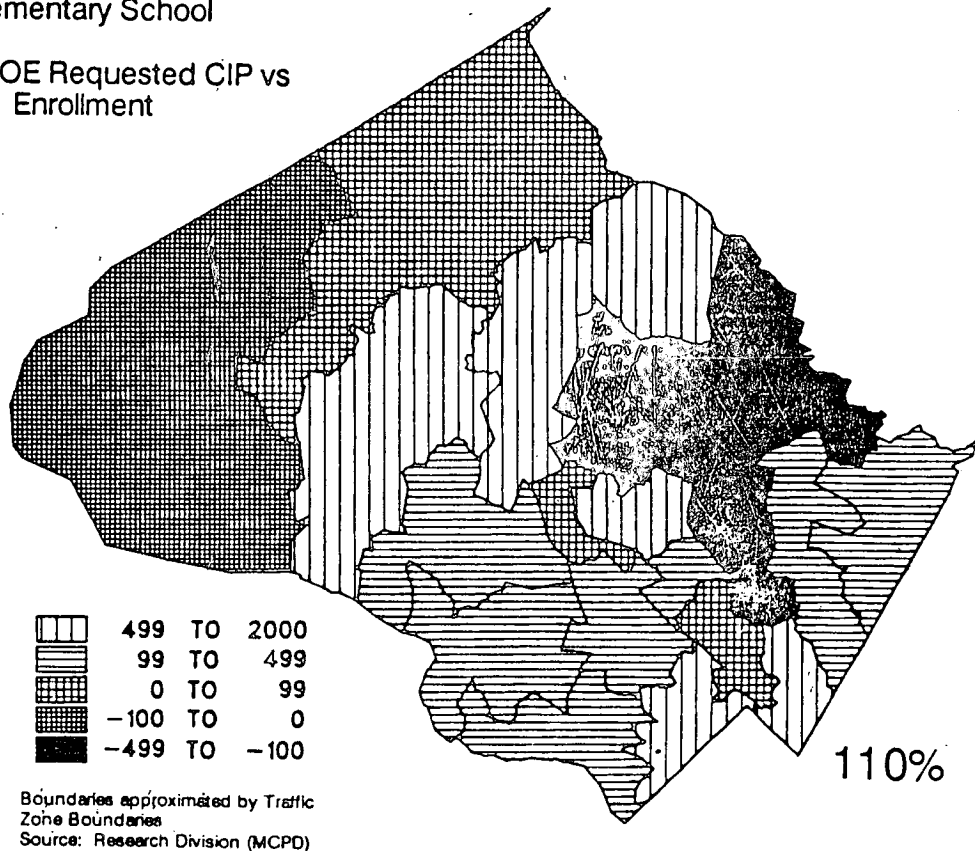 ementary School
OE Requested CIP vs
Enrollment
499 TO 2000
99 TO 499
0 TO 99
-100 TO 0
-499 TO -100
110%
Boundaries approximated by Traffic
Zone Boundaries
Source: Research Division (MCPD)